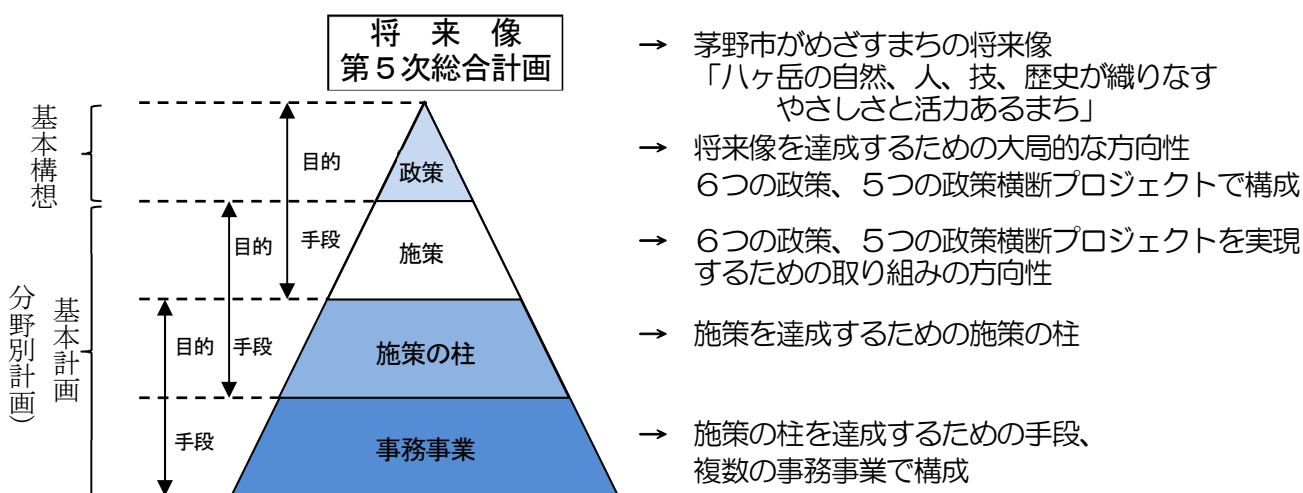 将 来 像
第5次総合計画
→ 茅野市がめざすまちの将来像
「八ヶ岳の自然、人、技、歴史が織りなす
やさしさと活力あるまち」
基本構想
目的
政策
→ 将来像を達成するための大局的な方向性
6つの政策、5つの政策横断プロジェクトで構成
目的
手段
施策
→ 6つの政策、5つの政策横断プロジェクトを実現
するための取り組みの方向性
基本計画
分野別計画）
目的
手段
施策の柱
→ 施策を達成するための施策の柱
手段
事務事業
→ 施策の柱を達成するための手段、
複数の事務事業で構成